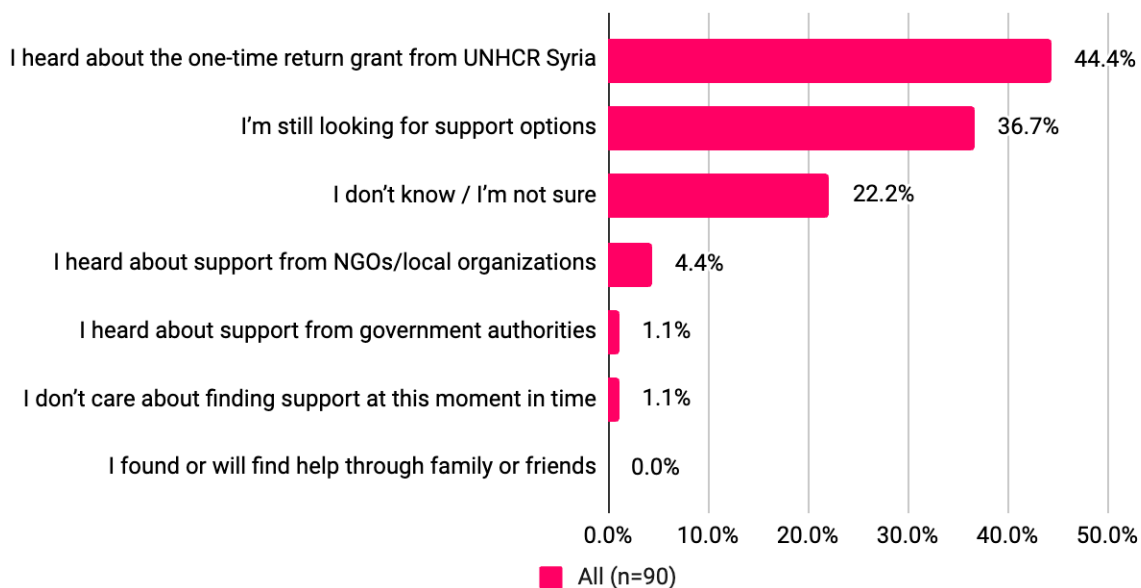 I heard about the one-time return grant from UNHCR Syria
44.4%
I’m still looking for support options
36.7%
I don’t know / I’m not sure
22.2%
I heard about support from NGOs/local organizations
4.4%
I heard about support from government authorities
1.1%
I don’t care about finding support at this moment in time
1.1%
I found or will find help through family or friends
0.0%
0.0% 10.0% 20.0% 30.0% 40.0% 50.0%
All (n=90)